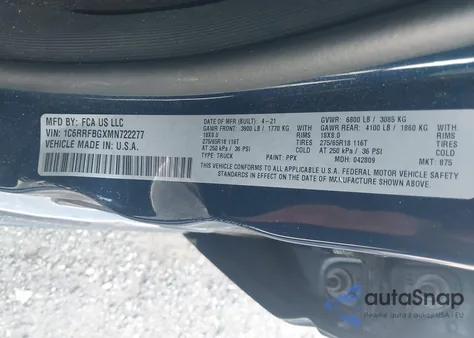 MFD BY: FCA US LLC
VIN: 1C6RRFBGXMN722277
VEHICLE MADE IN: U.S.A.
DATE OF MFR: 4-21
GVWR: 6800 LB / 3085 KG
GAWR FRONT: 3900 LB / 1770 KG
GAWR REAR: 4100 LB / 1860 KG
18X8.0 RIMS
18X8.0 RIMS
275/65R18 116T TIRES
275/65R18 116T TIRES
AT 250 kPa / 36 PSI COLD
AT 250 kPa / 36 PSI COLD
TYPE: TRUCK
PAINT: PPX
MDH: 042809
MKT: 875
THIS VEHICLE CONFORMS TO ALL APPLICABLE U.S.A. FEDERAL MOTOR VEHICLE
SAFETY STANDARDS IN EFFECT ON THE DATE OF MANUFACTURE SHOWN ABOVE.
autoSnap